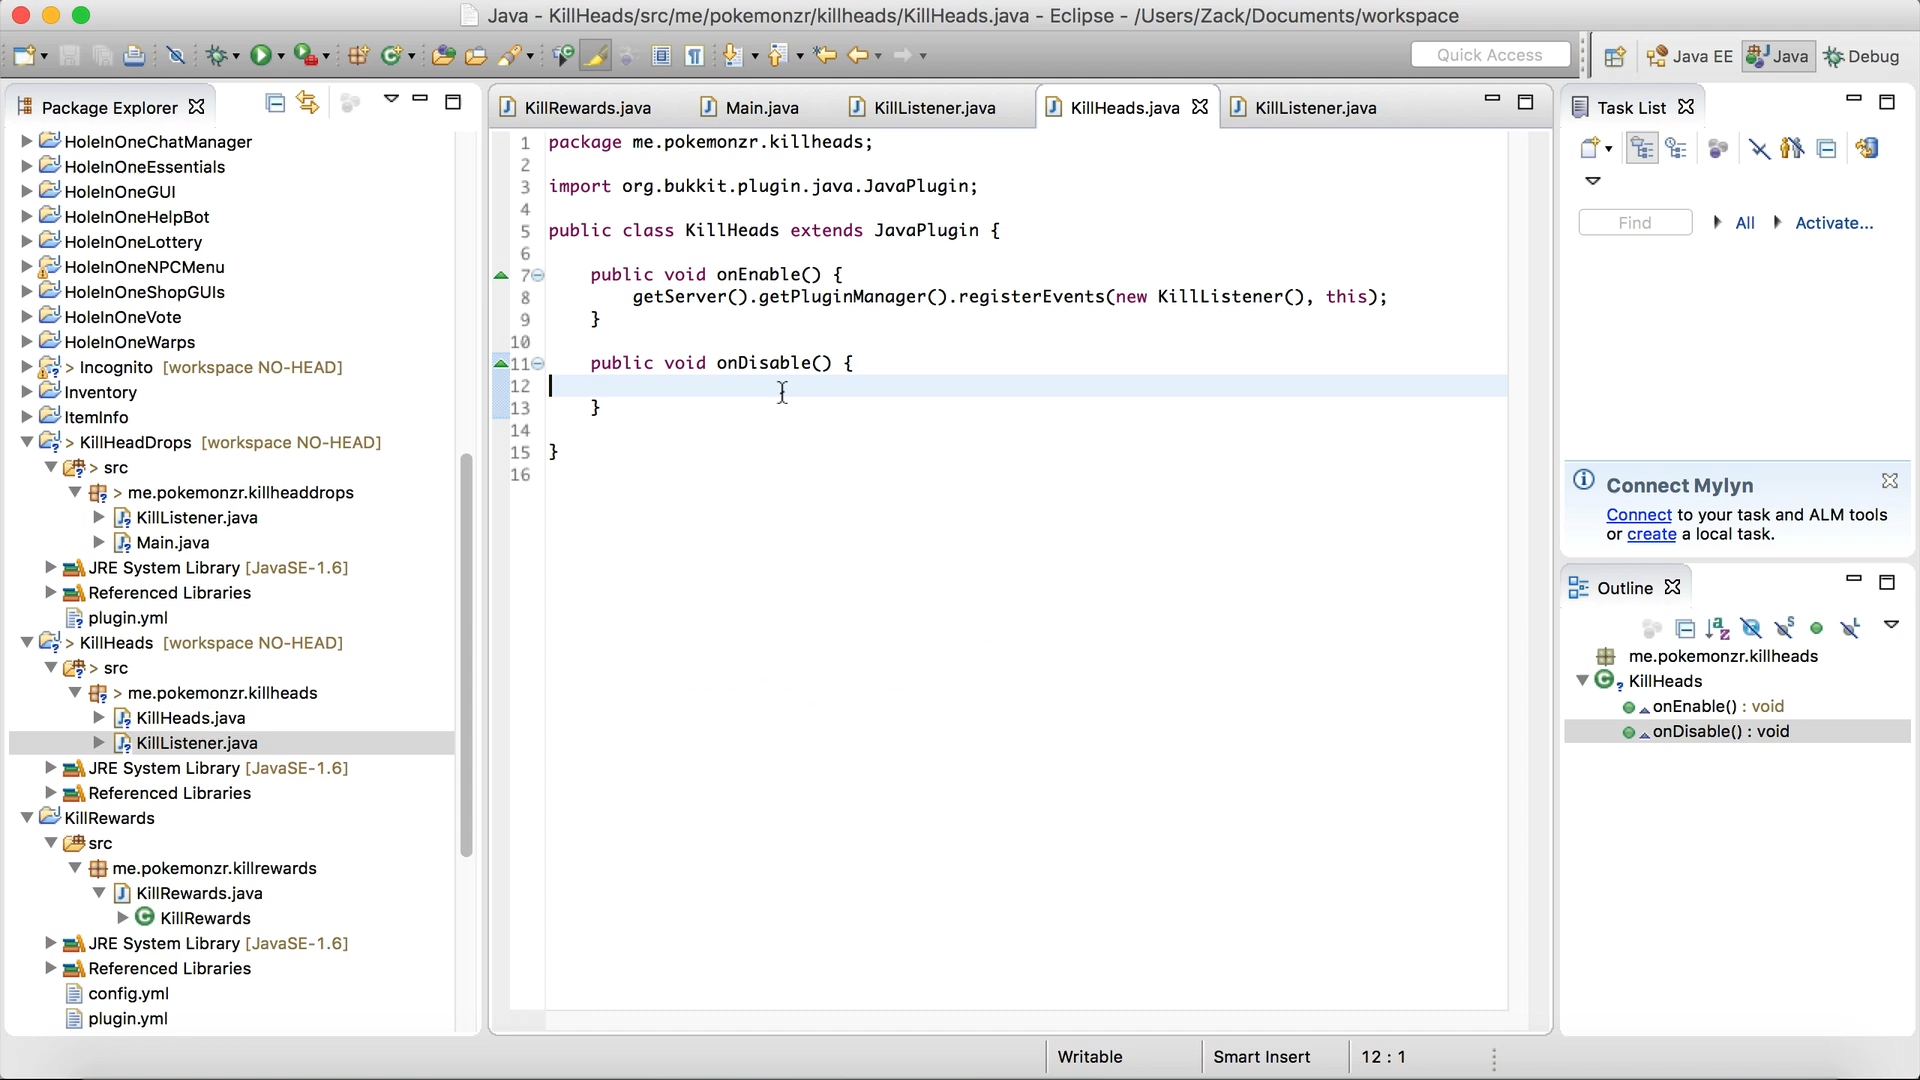 Java - KillHeads/src/me/pokemonzr/killheads/KillHeads.java - Eclipse - /Users/Zack/Documents/workspace
Quick Access
Java EE
Java
Debug
Package Explorer
HoleInOneChatManager
HoleInOneEssentials
HoleInOneGUI
HoleInOneHelpBot
HoleInOneLottery
HoleInOneNPCMenu
HoleInOneShopGUIs
HoleInOneVote
HoleInOneWarps
> Incognito [workspace NO-HEAD]
Inventory
ItemInfo
> KillHeadDrops [workspace NO-HEAD]
> src
> me.pokemonzr.killheaddrops
KillListener.java
Main.java
JRE System Library [JavaSE-1.6]
Referenced Libraries
plugin.yml
> KillHeads [workspace NO-HEAD]
> src
> me.pokemonzr.killheads
KillHeads.java
KillListener.java
JRE System Library [JavaSE-1.6]
Referenced Libraries
KillRewards
src
me.pokemonzr.killrewards
KillRewards.java
KillRewards
JRE System Library [JavaSE-1.6]
Referenced Libraries
config.yml
plugin.yml
KillRewards.java
Main.java
KillListener.java
KillHeads.java
KillListener.java
1 package me.pokemonzr.killheads;
2
3 import org.bukkit.plugin.java.JavaPlugin;
4
5 public class KillHeads extends JavaPlugin {
6
7 public void onEnable() {
8 getServer().getPluginManager().registerEvents(new KillListener(), this);
9 }
10
11 public void onDisable() {
12
13 }
14
15 }
16
Task List
Find
All
Activate...
Connect Mylyn
Connect to your task and ALM tools
or create a local task.
Outline
me.pokemonzr.killheads
KillHeads
onEnable() : void
onDisable() : void
Writable
Smart Insert
12 : 1